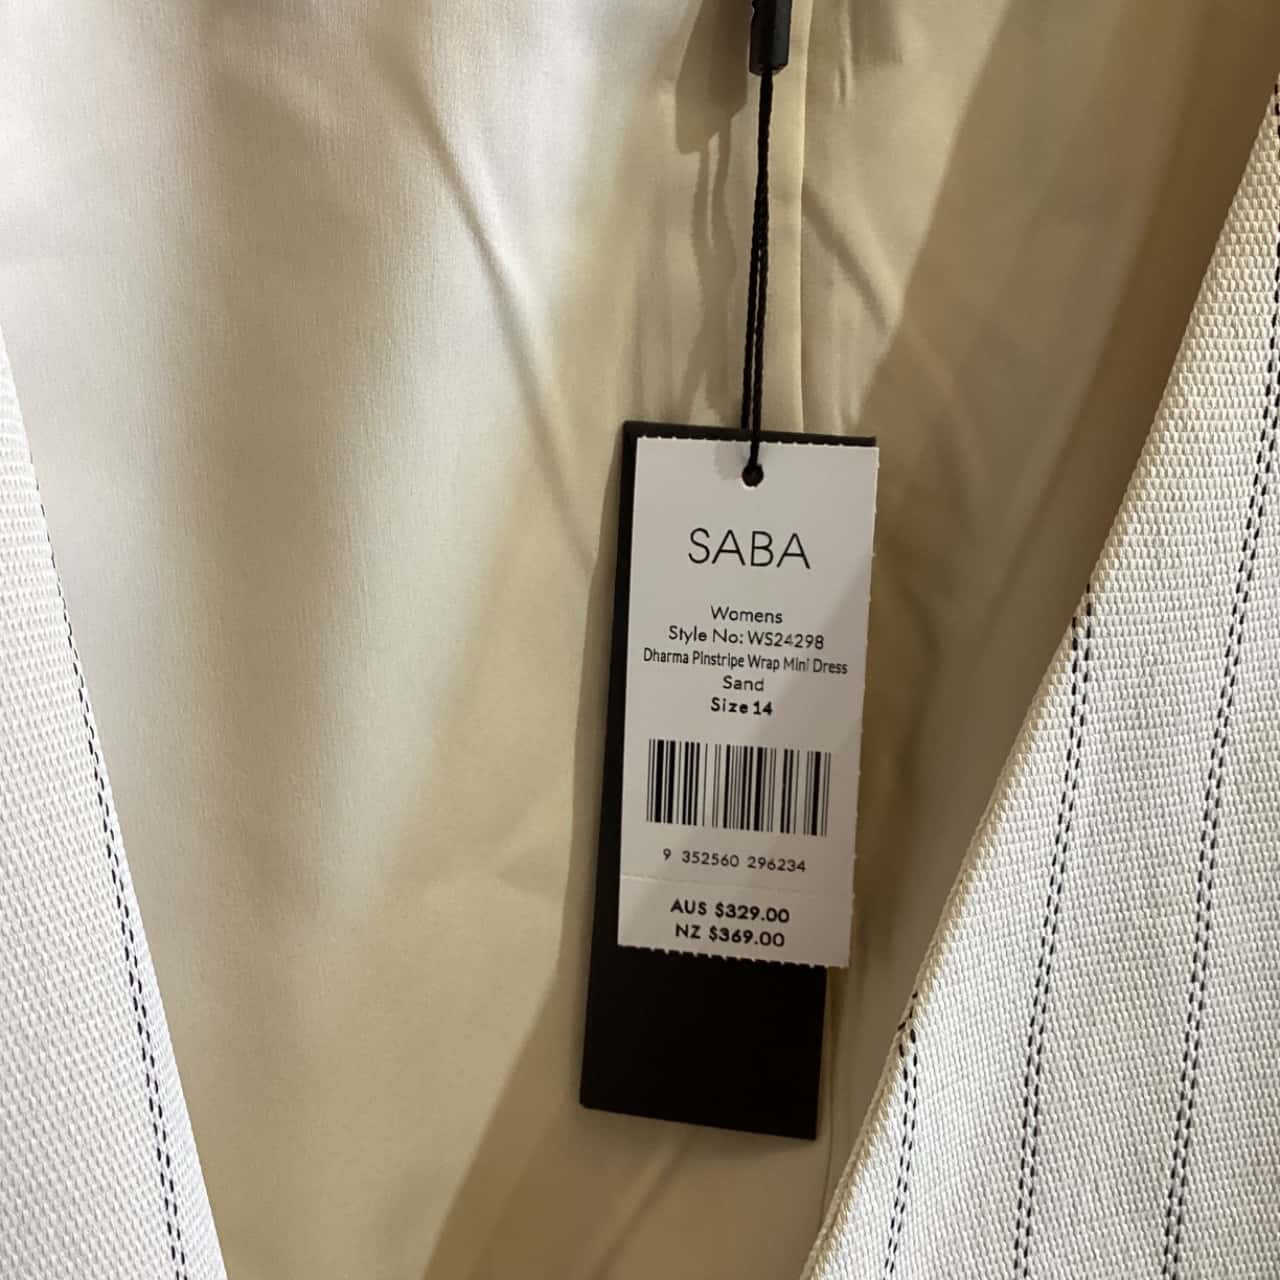 SABA
Womens
Style No: WS24298
Dharma Pinstripe Wrap Mini Dress
Sand
Size 14
9 352560 296234
AUS $329.00
NZ $369.00